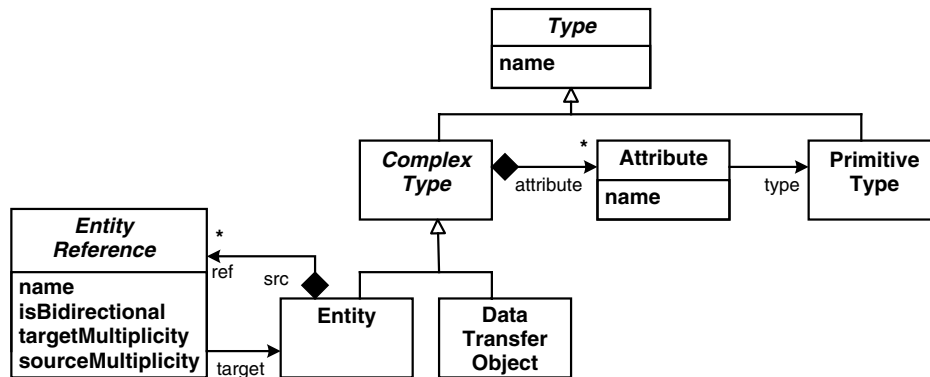 Type
name
Complex
Type
*
attribute
Attribute
name
type
Primitive
Type
Entity
Reference
name
isBidirectional
targetMultiplicity
sourceMultiplicity
*
ref
src
target
Entity
Data
Transfer
Object